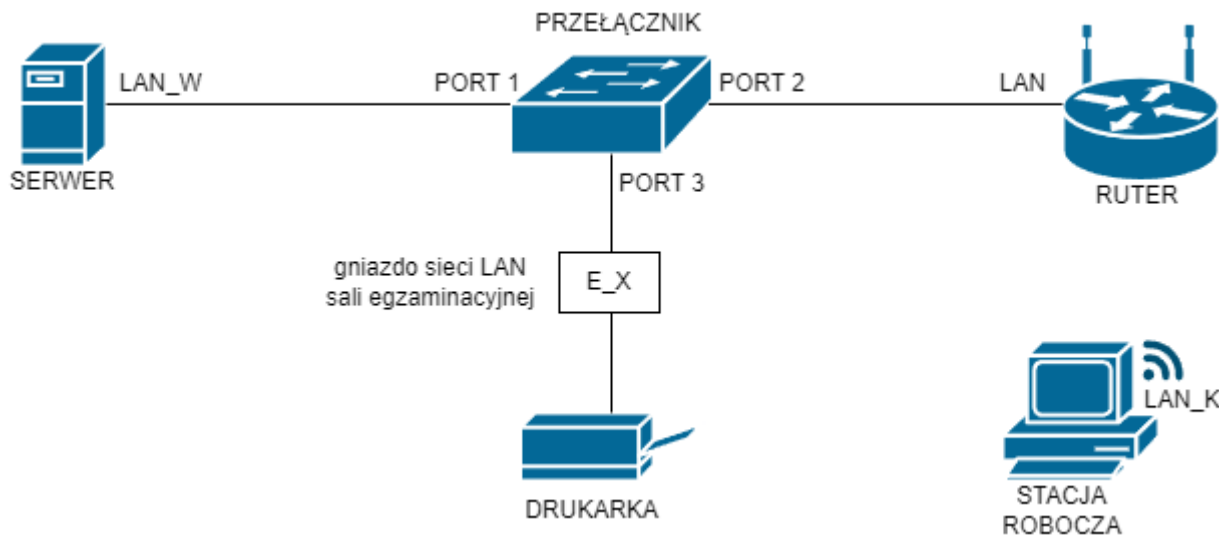 PRZEŁĄCZNIK
LAN_W
PORT 1
PORT 2
LAN
SERWER
PORT 3
RUTER
gniazdo sieci LAN
sali egzaminacyjnej
E_X
LAN_K
DRUKARKA
STACJA
ROBOCZA